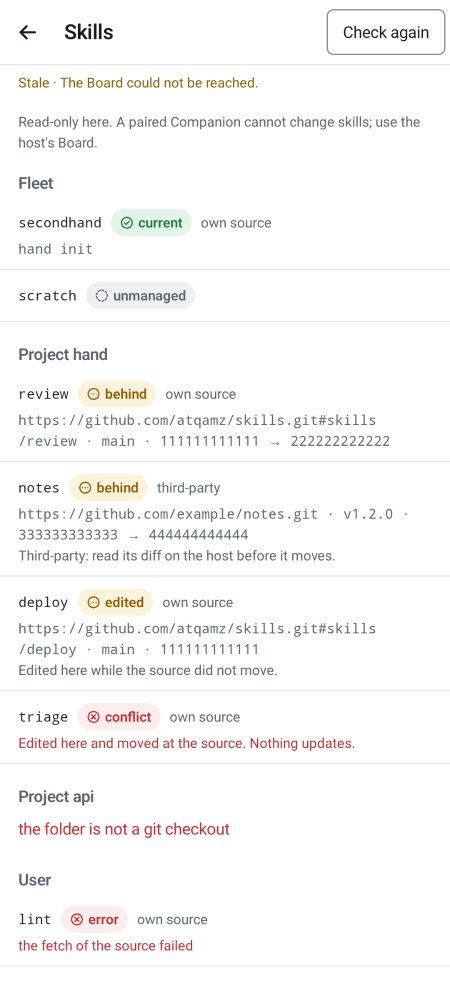 Skills
Check again
Stale · The Board could not be reached.
Read-only here. A paired Companion cannot change skills; use the
host's Board.
Fleet
secondhand current own source
hand init
scratch unmanaged
Project hand
review behind own source
https://github.com/atqamz/skills.git#skills
/review · main · 111111111111 → 222222222222
notes behind third-party
https://github.com/example/notes.git · v1.2.0 ·
333333333333 → 444444444444
Third-party: read its diff on the host before it moves.
deploy edited own source
https://github.com/atqamz/skills.git#skills
/deploy · main · 111111111111
Edited here while the source did not move.
triage conflict own source
Edited here and moved at the source. Nothing updates.
Project api
the folder is not a git checkout
User
lint error own source
the fetch of the source failed